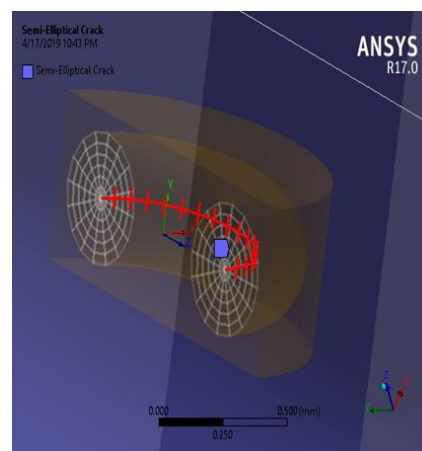 Semi-Elliptical Crack
4/17/2019 10:43 PM
Semi-Elliptical Crack
ANSYS
R17.0
Y
0.000
0.500 (mm)
0.250
Z